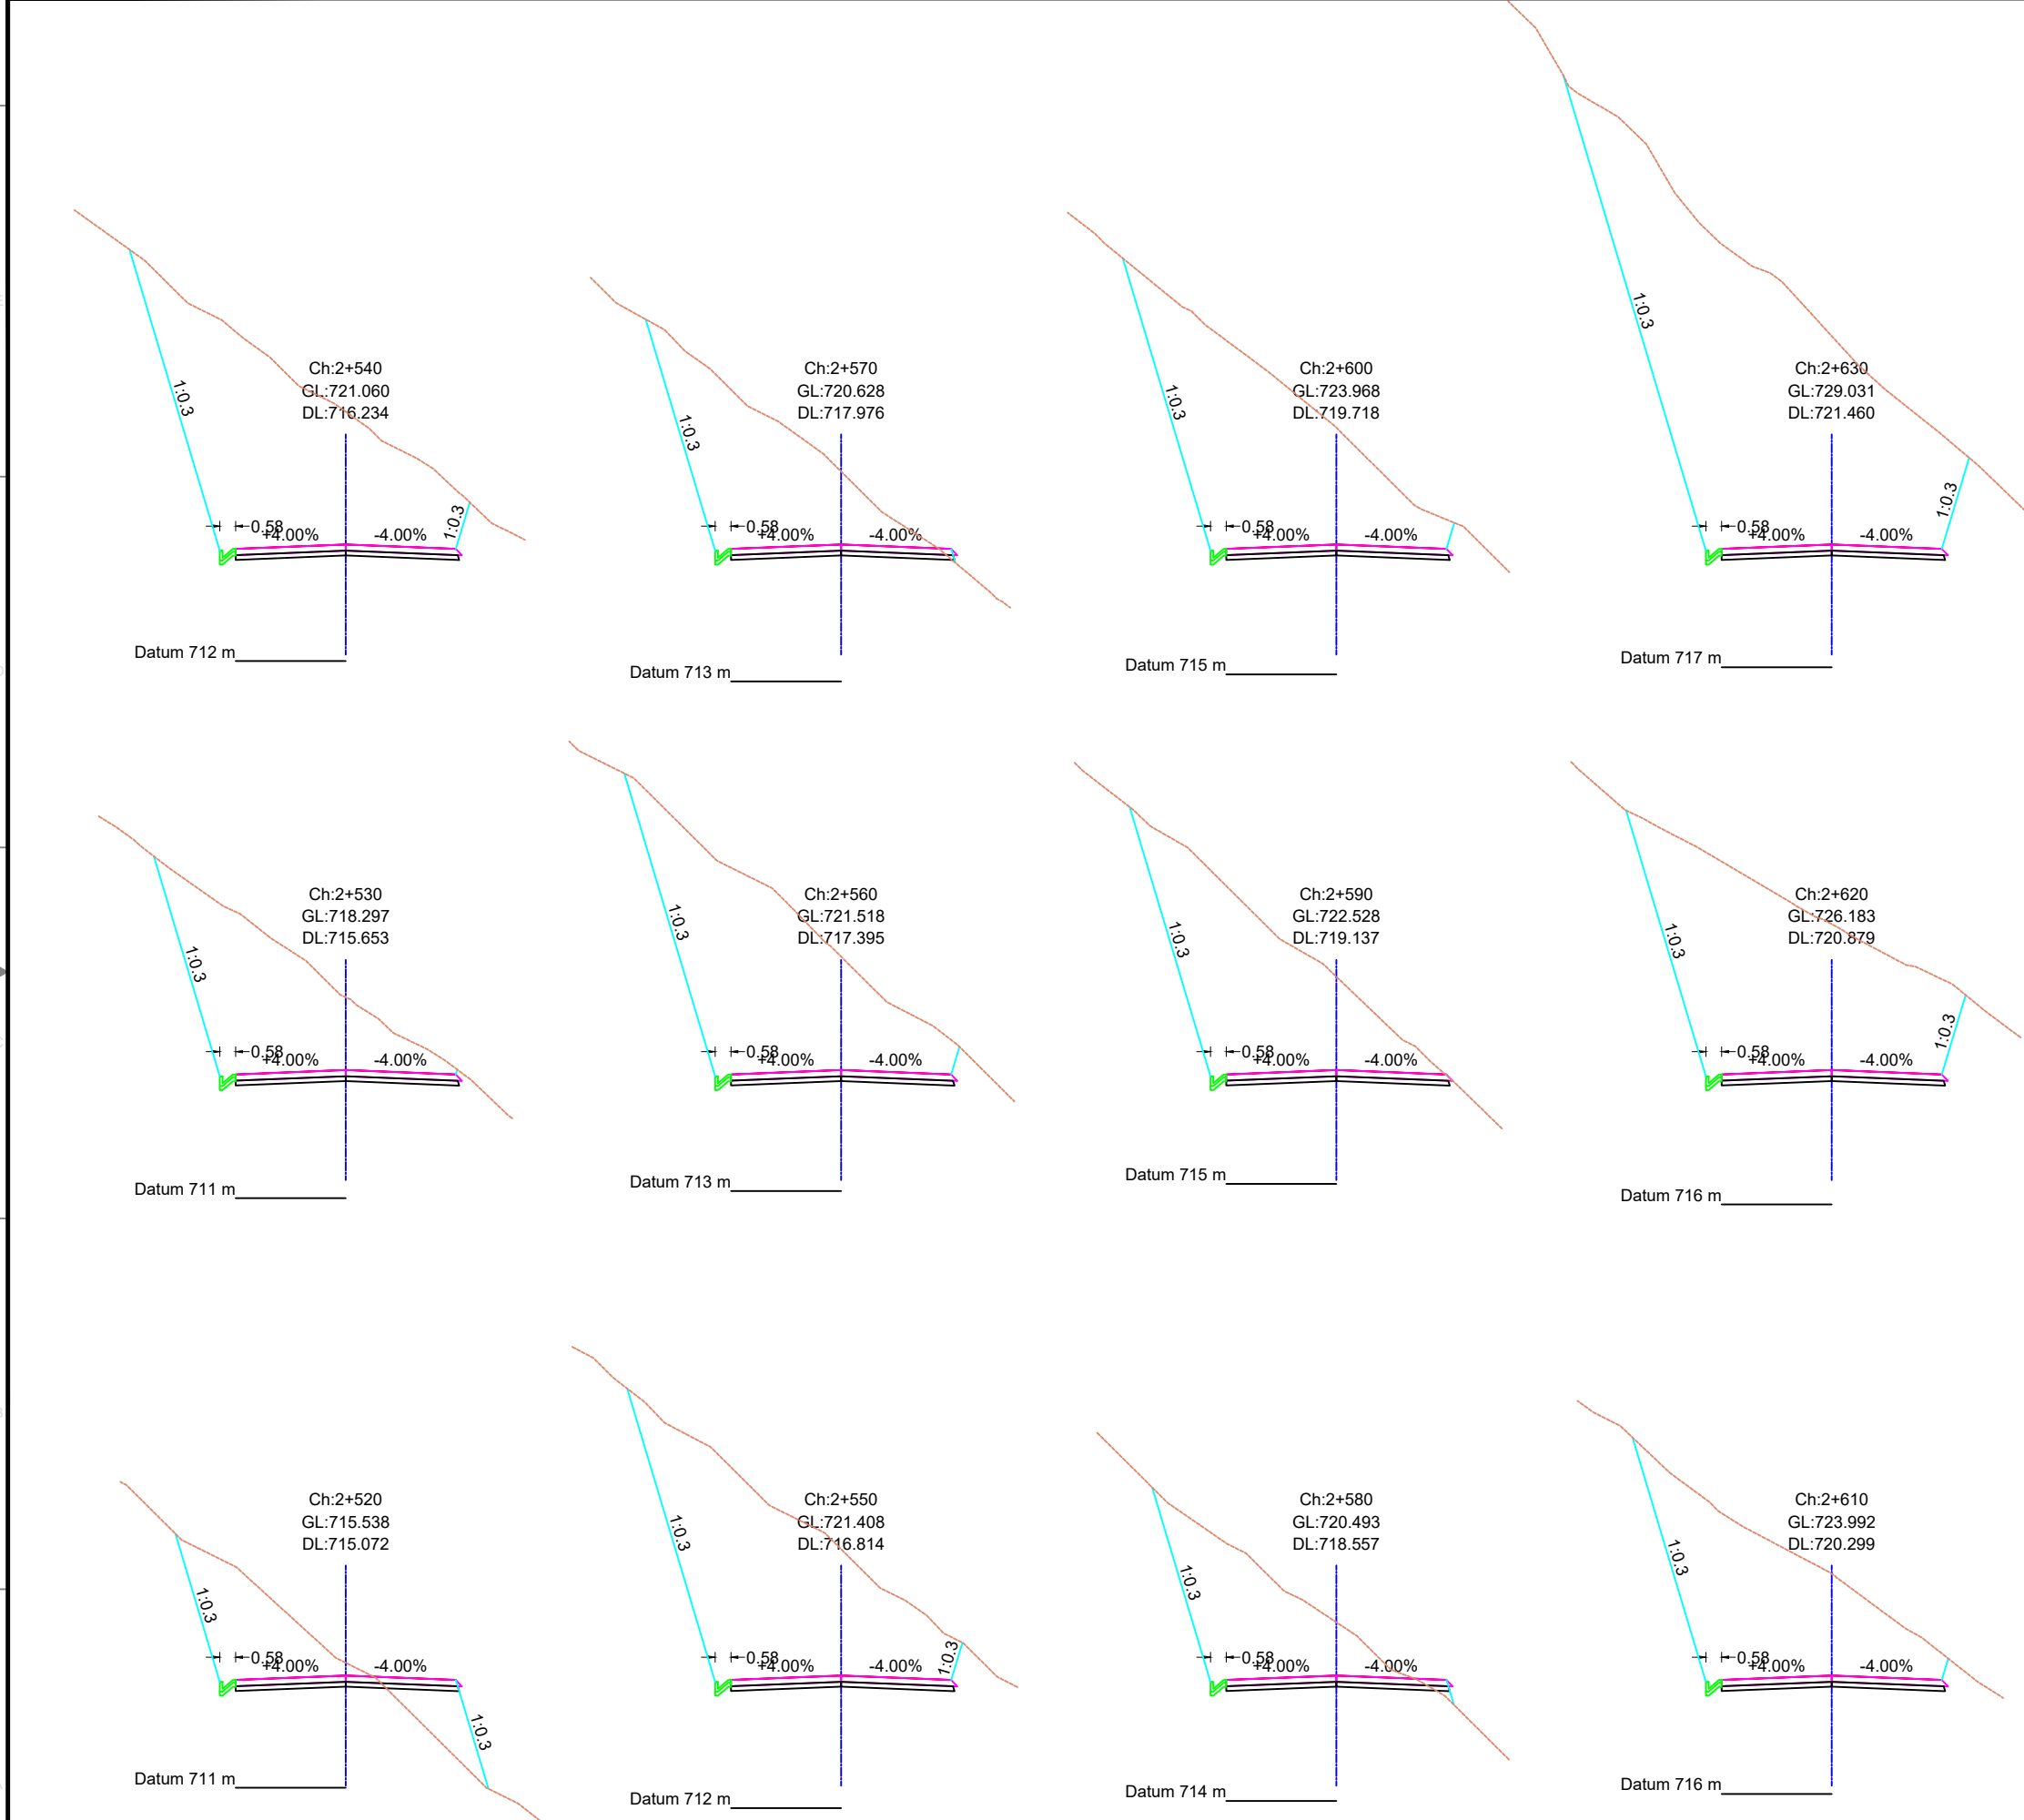 Ch:2+540
GL:721.060
DL:716.234
1:0.3
1:0.3
0.58
+4.00%
-4.00%
Datum 712 m
Ch:2+570
GL:720.628
DL:717.976
1:0.3
0.58
+4.00%
-4.00%
Datum 713 m
Ch:2+600
GL:723.968
DL:719.718
1:0.3
0.58
+4.00%
-4.00%
Datum 715 m
Ch:2+630
GL:729.031
DL:721.460
1:0.3
1:0.3
0.58
+4.00%
-4.00%
Datum 717 m
Ch:2+530
GL:718.297
DL:715.653
1:0.3
0.58
+4.00%
-4.00%
Datum 711 m
Ch:2+560
GL:721.518
DL:717.395
1:0.3
0.58
+4.00%
-4.00%
Datum 713 m
Ch:2+590
GL:722.528
DL:719.137
1:0.3
0.58
+4.00%
-4.00%
Datum 715 m
Ch:2+620
GL:726.183
DL:720.879
1:0.3
1:0.3
0.58
+4.00%
-4.00%
Datum 716 m
Ch:2+520
GL:715.538
DL:715.072
1:0.3
0.58
+4.00%
-4.00%
1:0.3
Datum 711 m
Ch:2+550
GL:721.408
DL:716.814
1:0.3
1:0.3
0.58
+4.00%
-4.00%
Datum 712 m
Ch:2+580
GL:720.493
DL:718.557
1:0.3
0.58
+4.00%
-4.00%
Datum 714 m
Ch:2+610
GL:723.992
DL:720.299
1:0.3
0.58
+4.00%
-4.00%
Datum 716 m